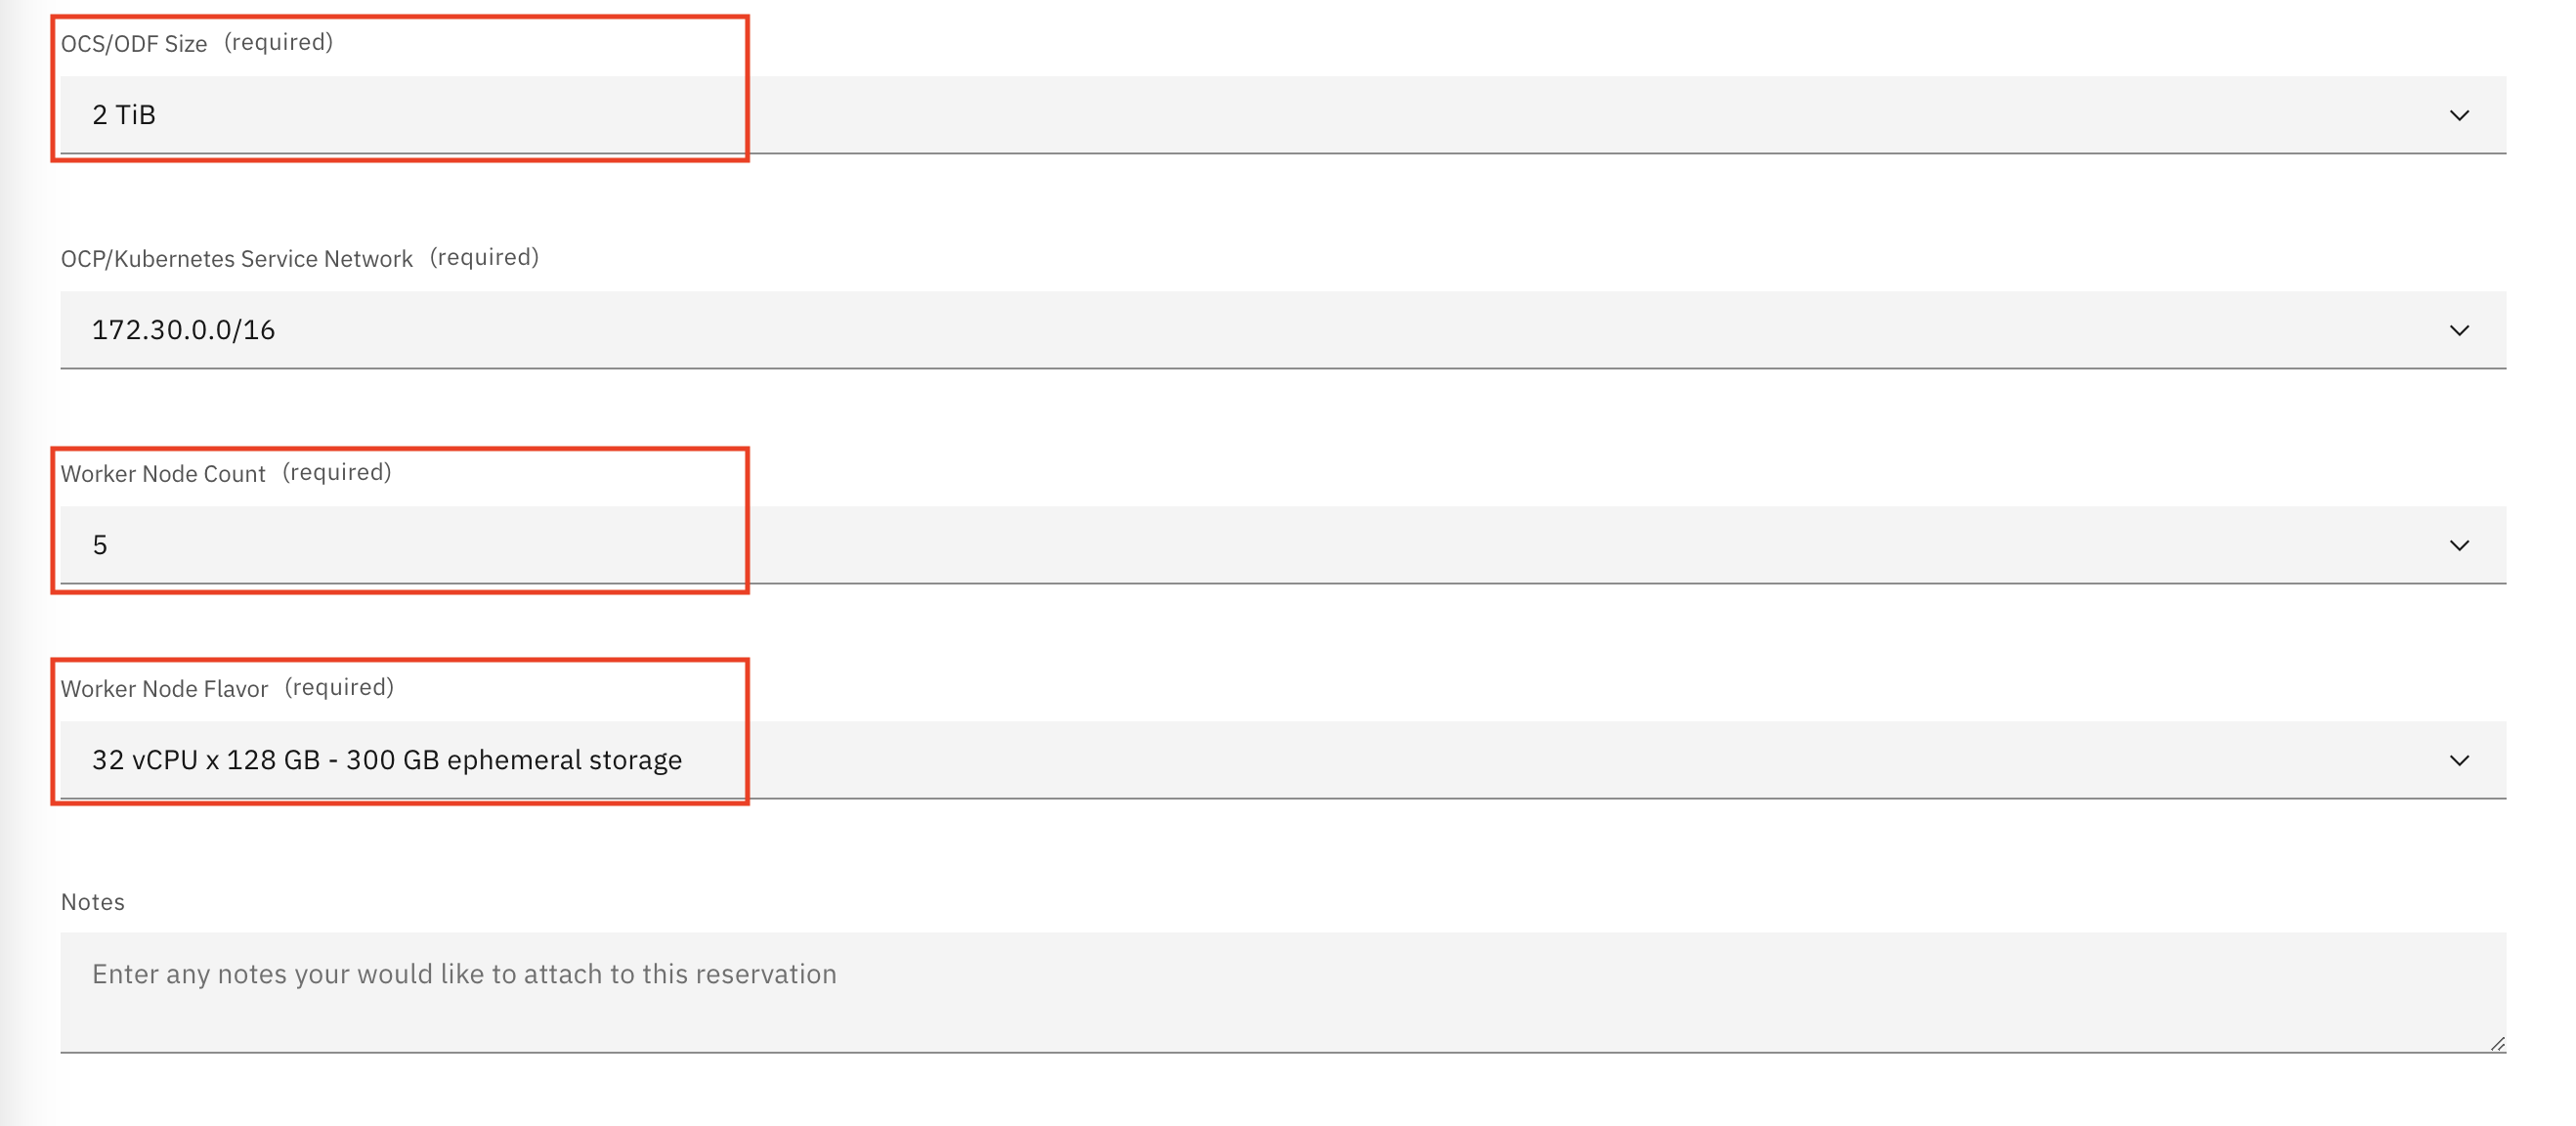 OCS/ODF Size (required)
2 TiB
OCP/Kubernetes Service Network (required)
172.30.0.0/16
Worker Node Count (required)
5
Worker Node Flavor (required)
32 vCPU x 128 GB - 300 GB ephemeral storage
Notes
Enter any notes your would like to attach to this reservation